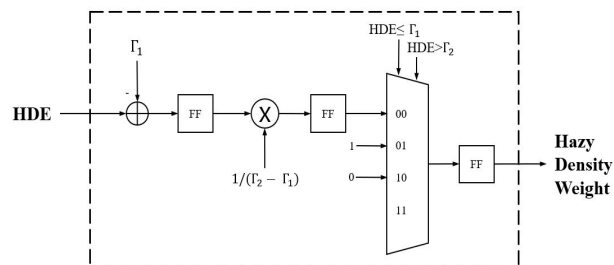 HDE≤ Γ1
HDE>Γ2
Γ1
-
HDE
FF
X
FF
00
1
01
0
10
11
1/(Γ2 − Γ1)
FF
Hazy
Density
Weight